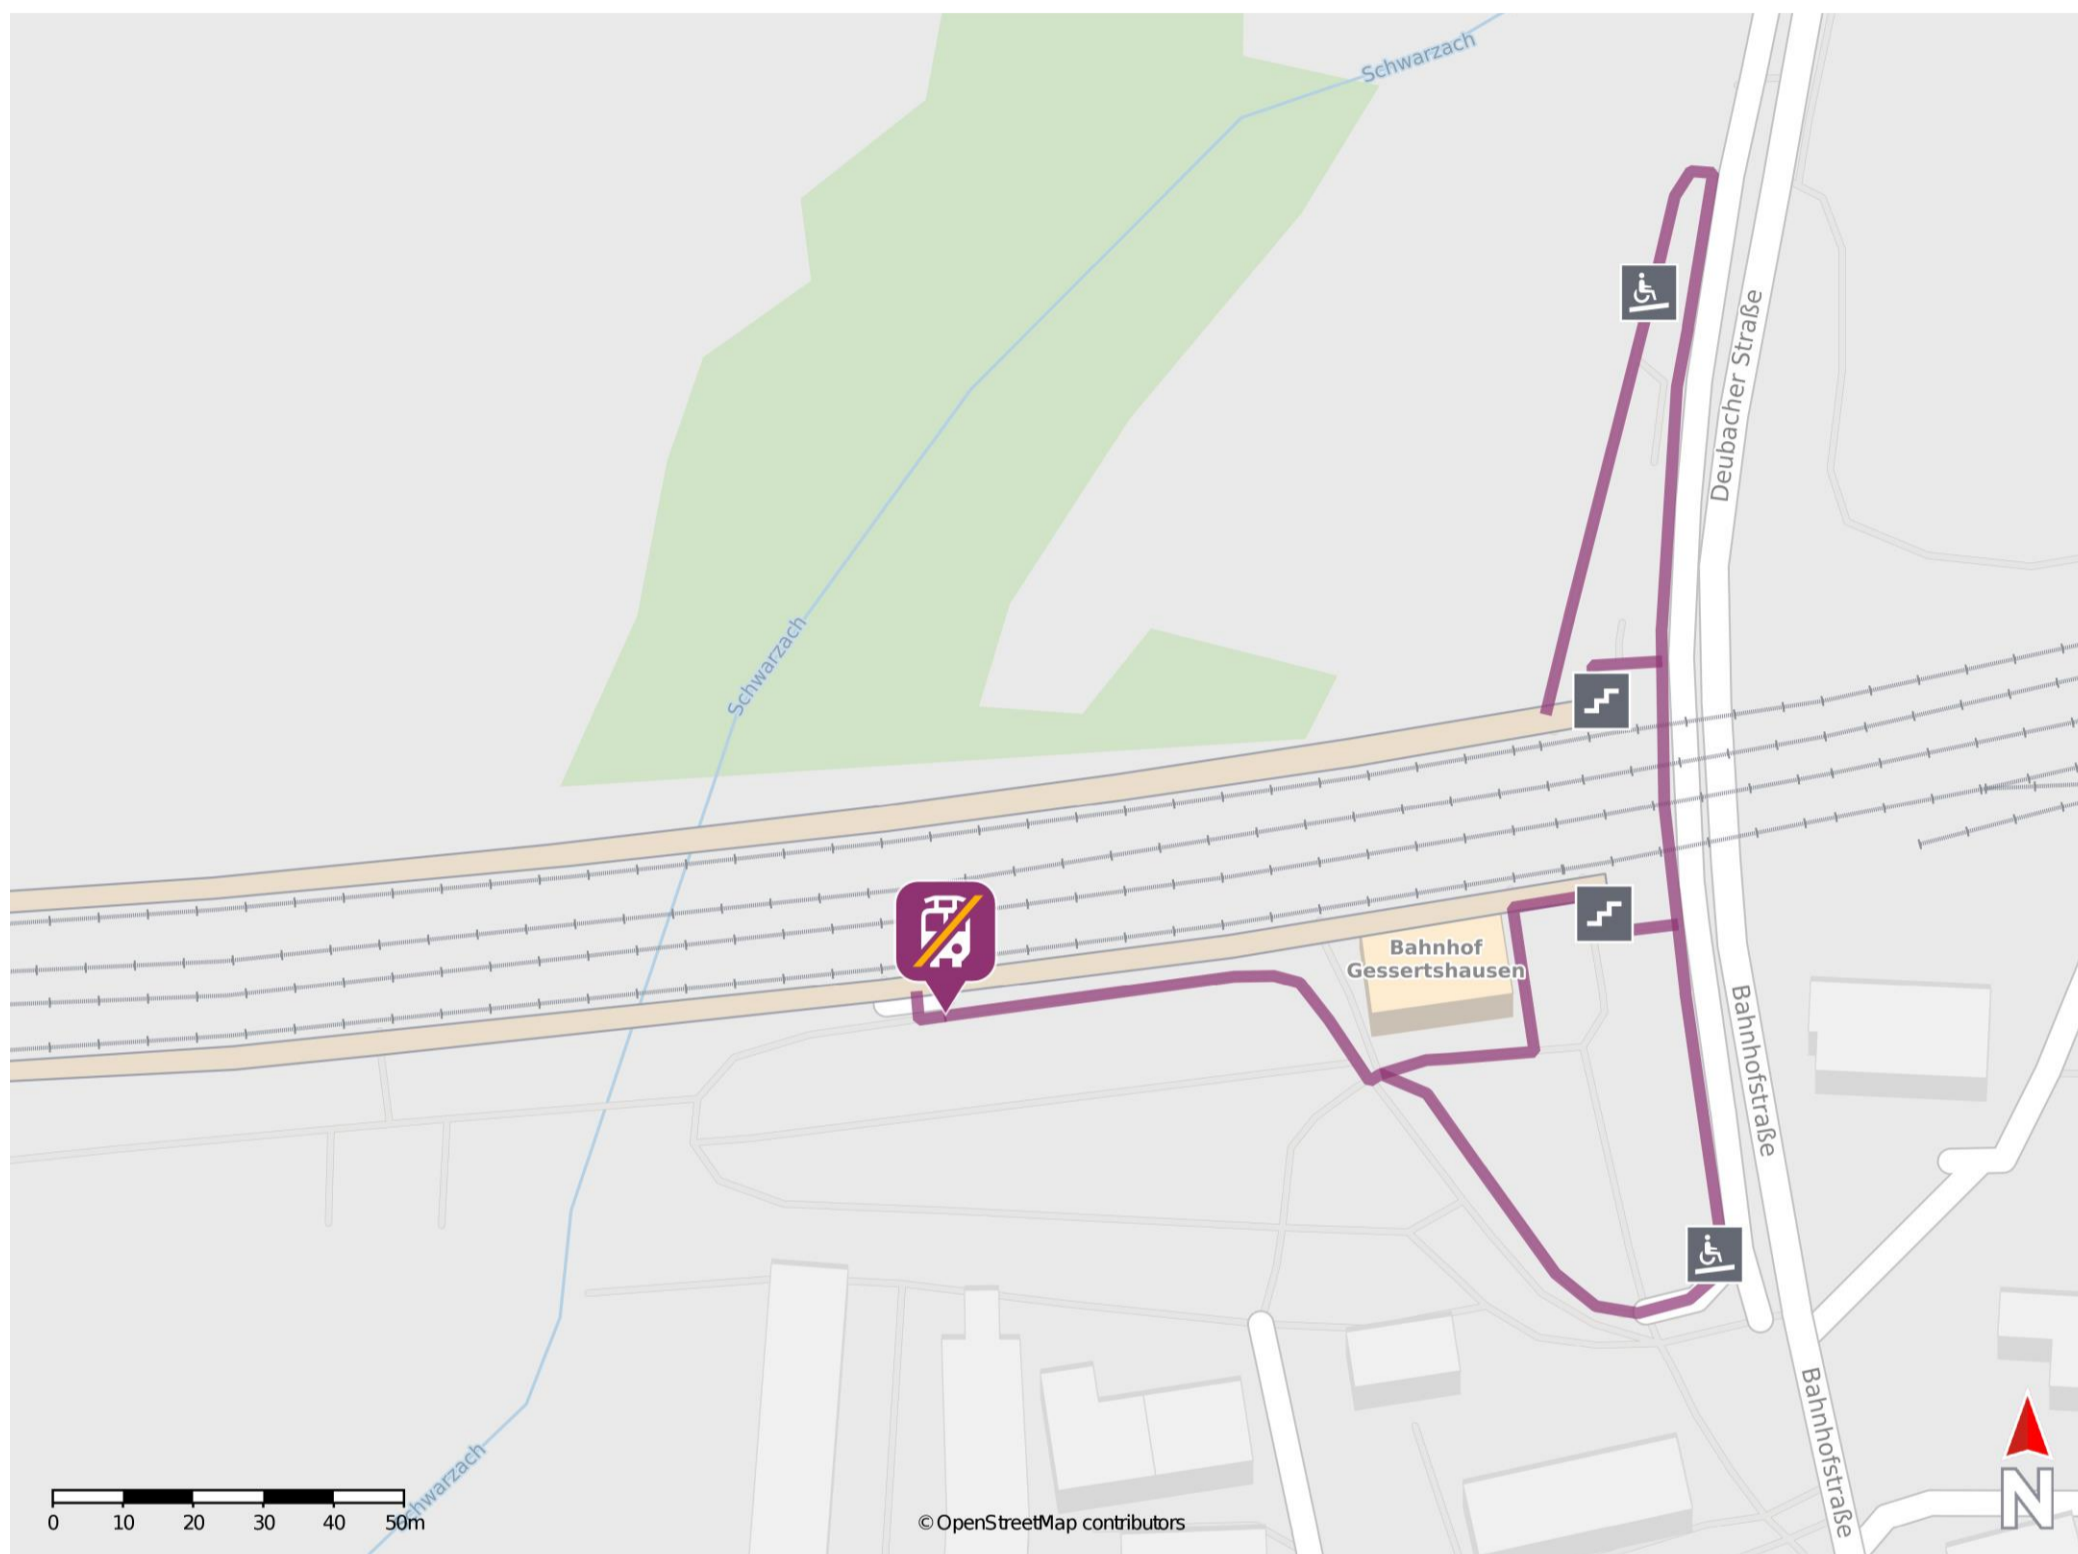 Schwarzach
Deubacher Straße
Schwarzach
Bahnhof
Gessertshausen
Bahnhofstraße
Bahnhofstraße
Schwarzach
0 10 20 30 40 50m
© OpenStreetMap contributors
N